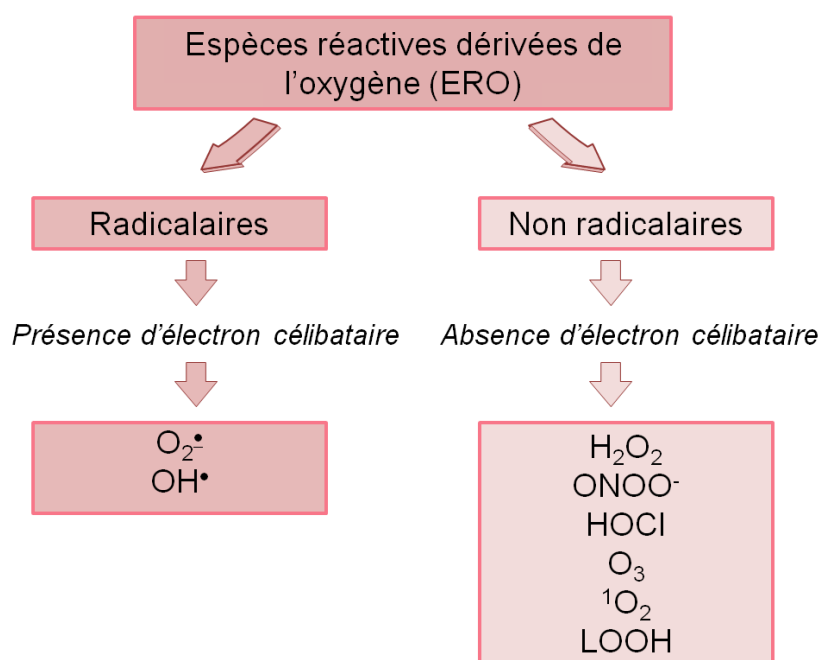 Espèces réactives dérivées de
l’oxygène (ERO)
Radicalaires
Non radicalaires
Présence d’électron célibataire
Absence d’électron célibataire
O₂•⁻
OH•
H₂O₂
ONOO⁻
HOCl
O₃
¹O₂
LOOH